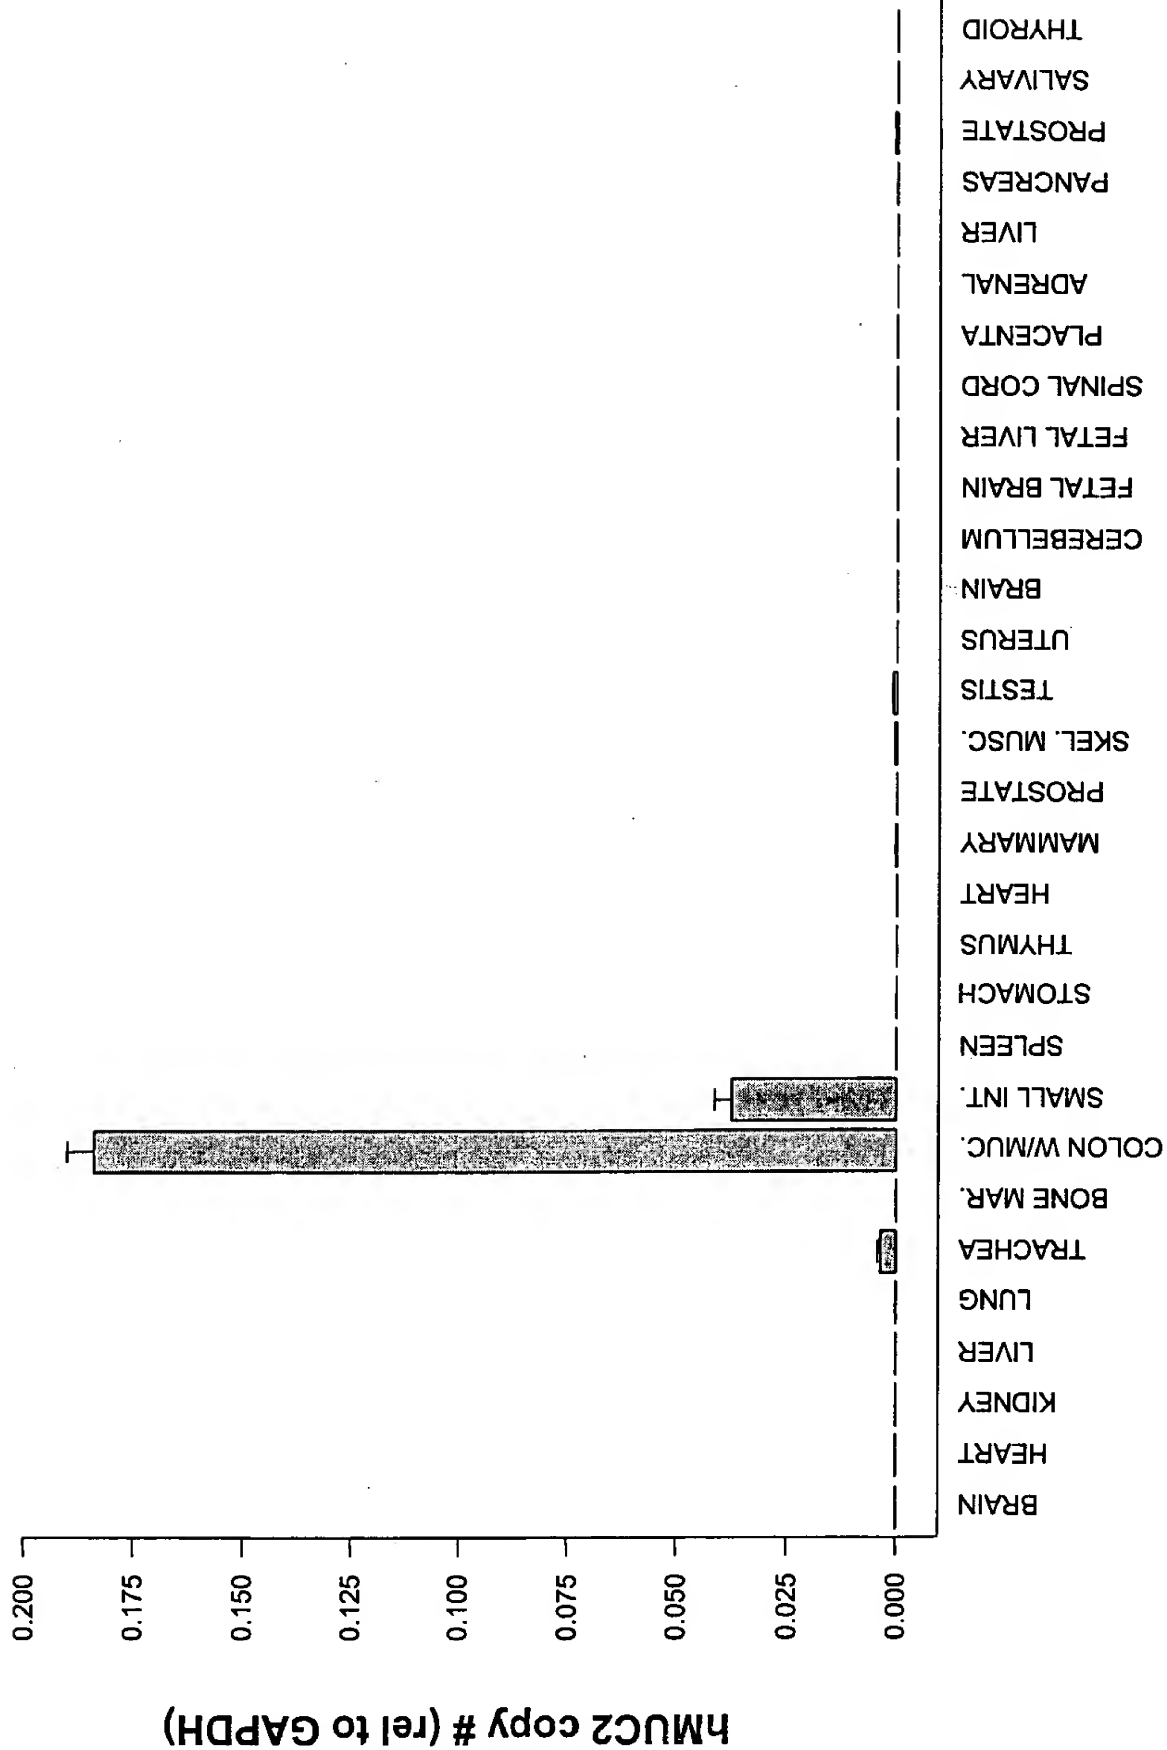 hMUC2 copy # (rel to GAPDH)
0.200
0.175
0.150
0.125
0.100
0.075
0.050
0.025
0.000
BRAIN
HEART
KIDNEY
LIVER
LUNG
TRACHEA
BONE MAR.
COLON W/MUC.
SMALL INT.
SPLEEN
STOMACH
THYMUS
HEART
MAMMARY
PROSTATE
SKEL. MUSC.
TESTIS
UTERUS
BRAIN
CEREBELLUM
FETAL BRAIN
FETAL LIVER
SPINAL CORD
PLACENTA
ADRENAL
LIVER
PANCREAS
PROSTATE
SALIVARY
THYROID